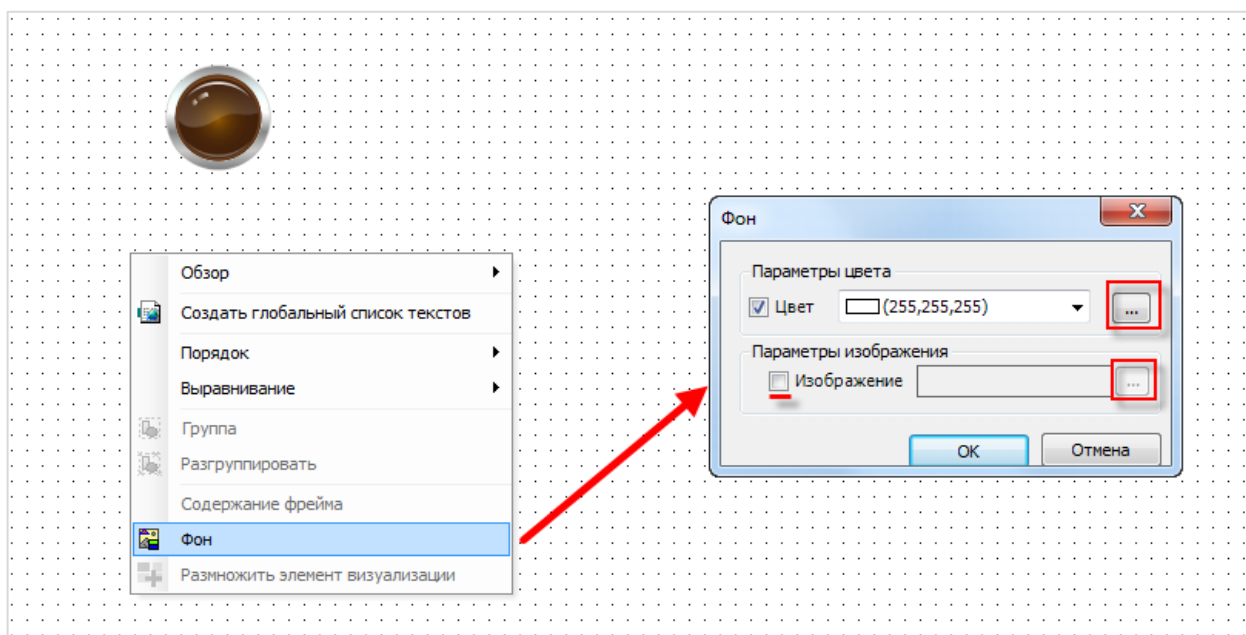 Обзор
Создать глобальный список текстов
Порядок
Выравнивание
Группа
Разгруппировать
Содержание фрейма
Фон
Размножить элемент визуализации
Фон
Параметры цвета
Цвет (255,255,255) ...
Параметры изображения
Изображение ...
OK Отмена